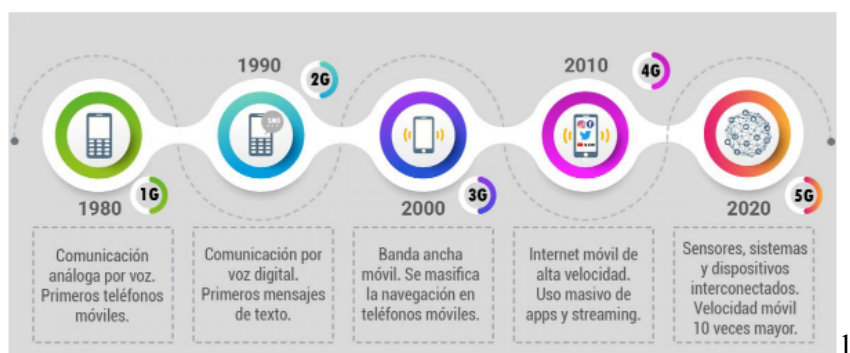 1990
2G
2010
4G
SMS
1G
1980
2000
3G
2020
5G
Comunicación
análoga por voz.
Primeros teléfonos
móviles.
Comunicación por
voz digital.
Primeros mensajes
de texto.
Banda ancha
móvil. Se masifica
la navegación en
teléfonos móviles.
Internet móvil de
alta velocidad.
Uso masivo de
apps y streaming.
Sensores, sistemas
y dispositivos
interconectados.
Velocidad móvil
10 veces mayor.
1